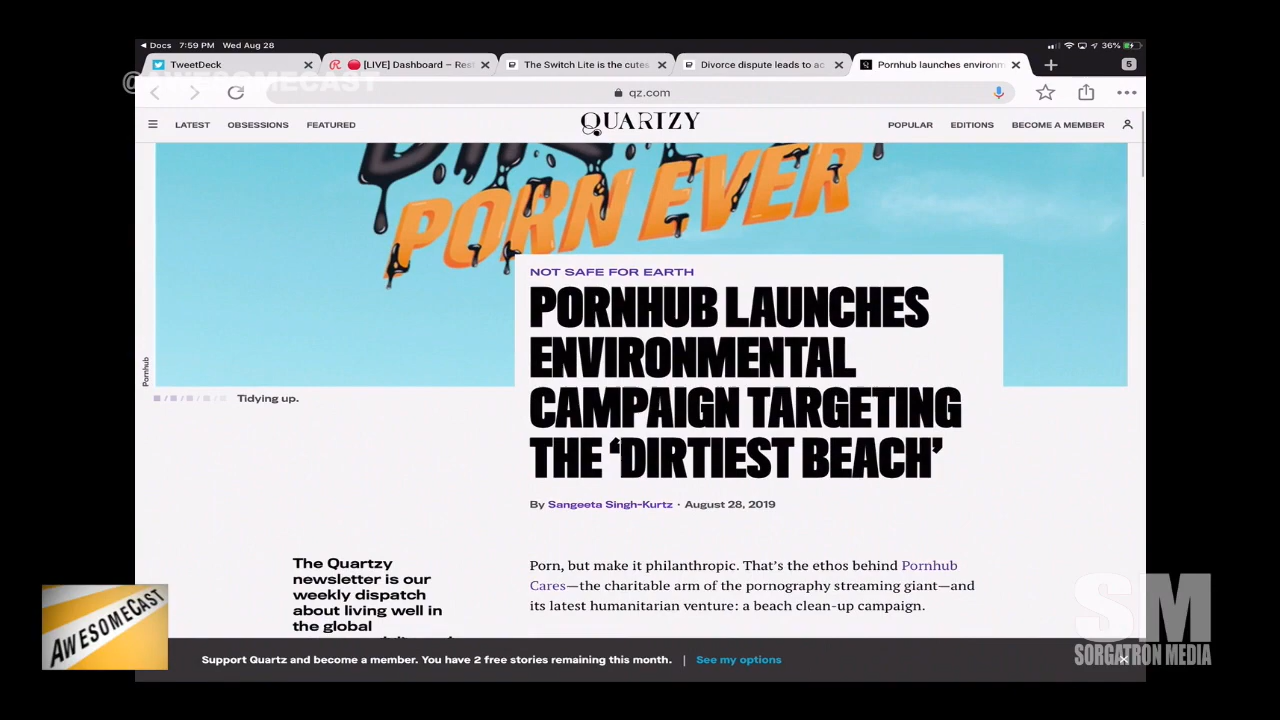 Docs 7:59 PM Wed Aug 28
36%
TweetDeck
[LIVE] Dashboard – Rest
The Switch Lite is the cutes
Divorce dispute leads to ac
Pornhub launches environm
5
@AWESOMECAST
qz.com
LATEST OBSESSIONS FEATURED
QUARTZY
POPULAR EDITIONS BECOME A MEMBER
PORN EVER
NOT SAFE FOR EARTH
PORNHUB LAUNCHES
ENVIRONMENTAL
CAMPAIGN TARGETING
THE ‘DIRTIEST BEACH’
Pornhub
Tidying up.
By Sangeeta Singh-Kurtz · August 28, 2019
The Quartzy
newsletter is our
weekly dispatch
about living well in
the global
Porn, but make it philanthropic. That’s the ethos behind Pornhub
Cares—the charitable arm of the pornography streaming giant—and
its latest humanitarian venture: a beach clean-up campaign.
AWESOMECAST
SM
SORGATRON MEDIA
Support Quartz and become a member. You have 2 free stories remaining this month. | See my options